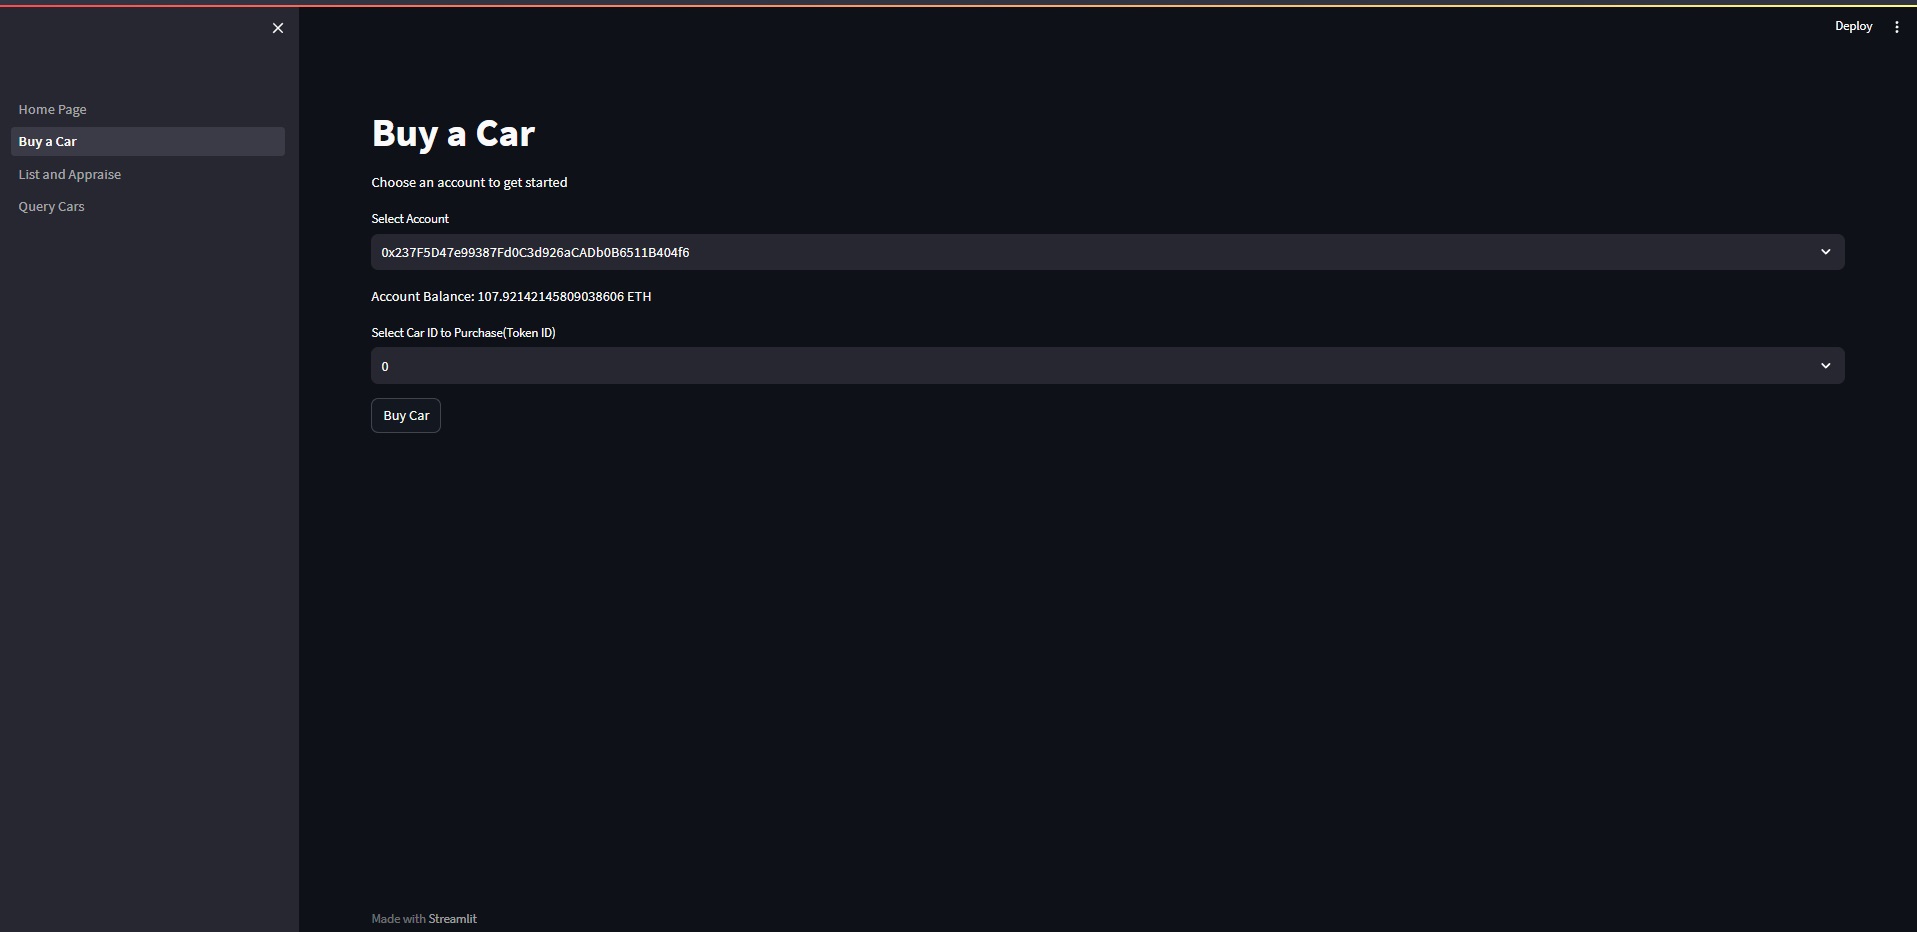 Deploy
Home Page
Buy a Car
List and Appraise
Query Cars
Buy a Car
Choose an account to get started
Select Account
0x237F5D47e99387Fd0C3d926aCADb0B6511B404f6
Account Balance: 107.92142145809038606 ETH
Select Car ID to Purchase(Token ID)
0
Buy Car
Made with Streamlit